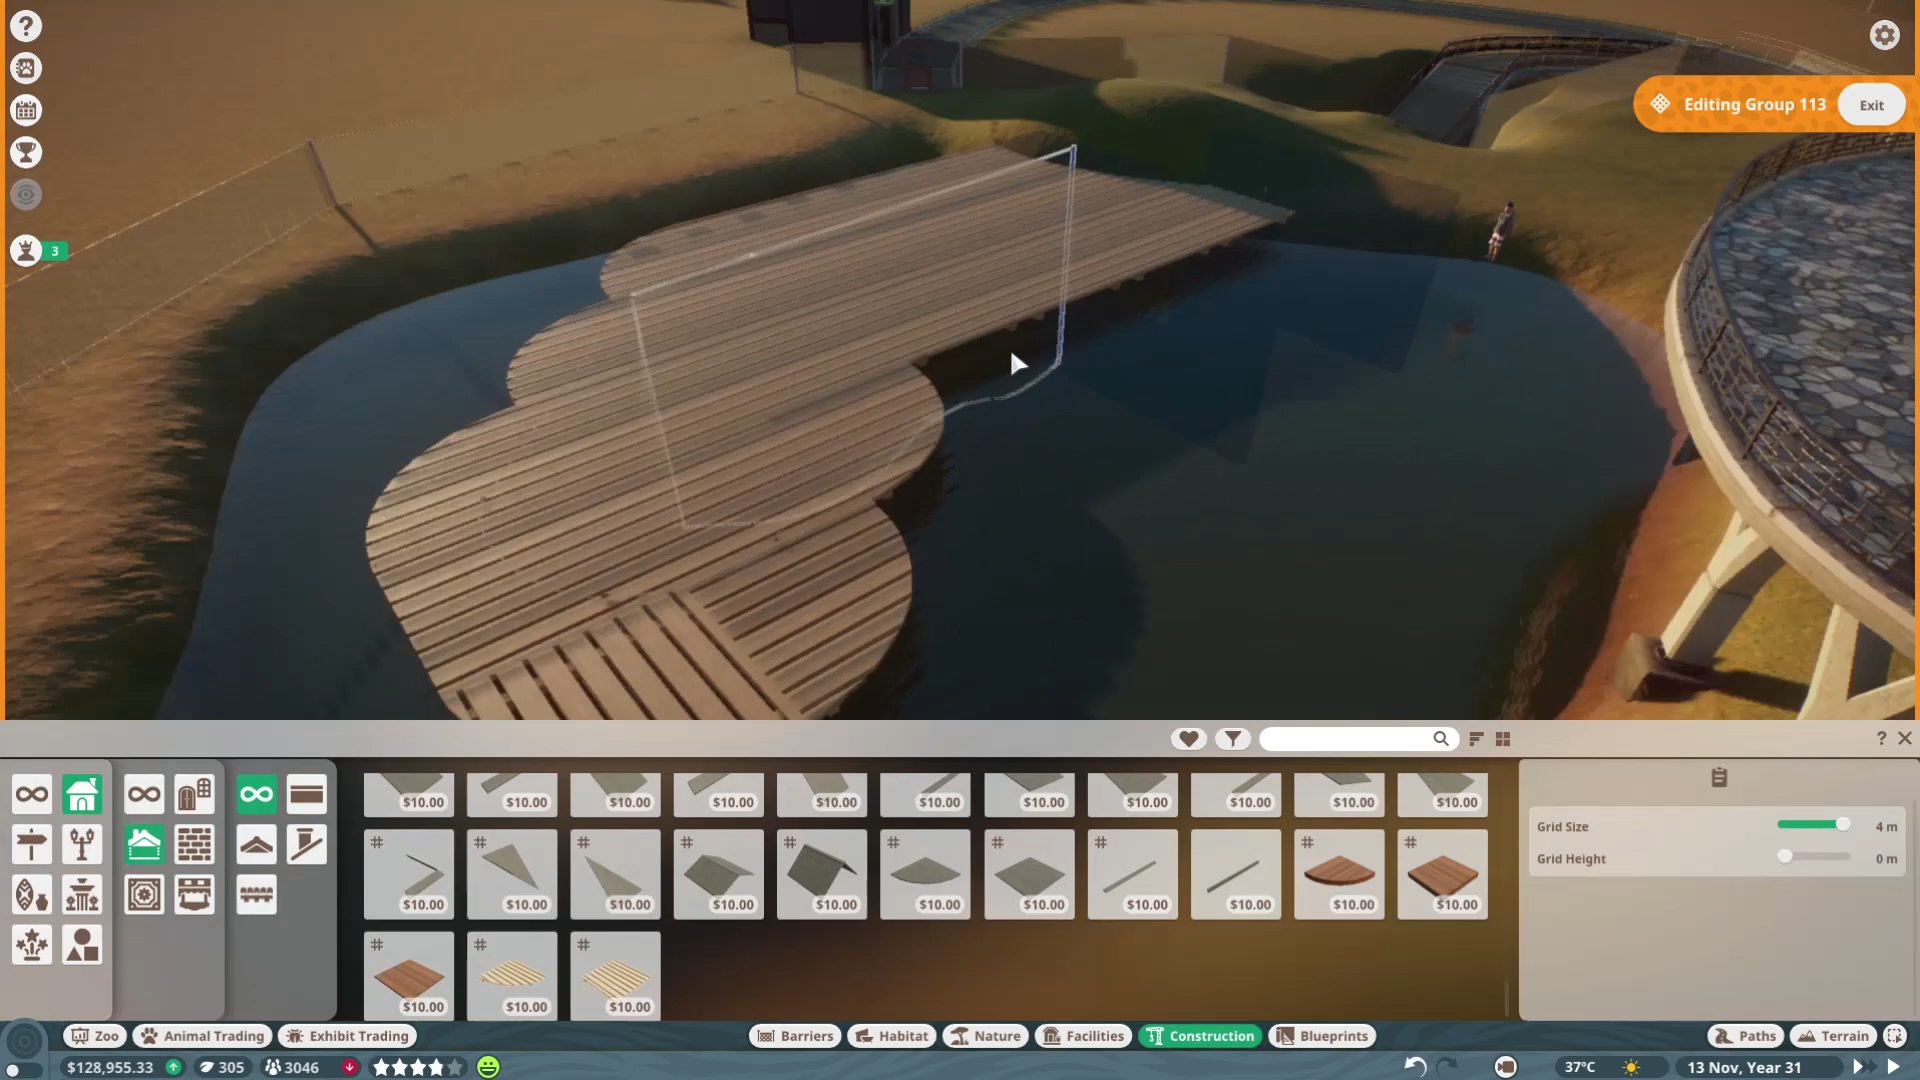 ?
3
Editing Group 113 Exit
? ×
$10.00 $10.00 $10.00 $10.00 $10.00 $10.00 $10.00 $10.00 $10.00 $10.00 $10.00
Grid Size 4 m
Grid Height 0 m
# # # # # # # # #
$10.00 $10.00 $10.00 $10.00 $10.00 $10.00 $10.00 $10.00 $10.00 $10.00 $10.00
# # #
$10.00 $10.00 $10.00
Zoo Animal Trading Exhibit Trading Barriers Habitat Nature Facilities Construction Blueprints Paths Terrain
$128,955.33 305 3046 37°C 13 Nov, Year 31